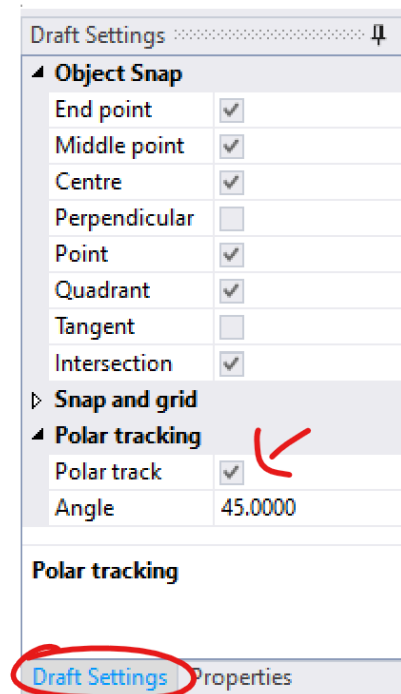 Draft Settings
Object Snap
End point
Middle point
Centre
Perpendicular
Point
Quadrant
Tangent
Intersection
Snap and grid
Polar tracking
Polar track
Angle 45.0000
Polar tracking
Draft Settings Properties